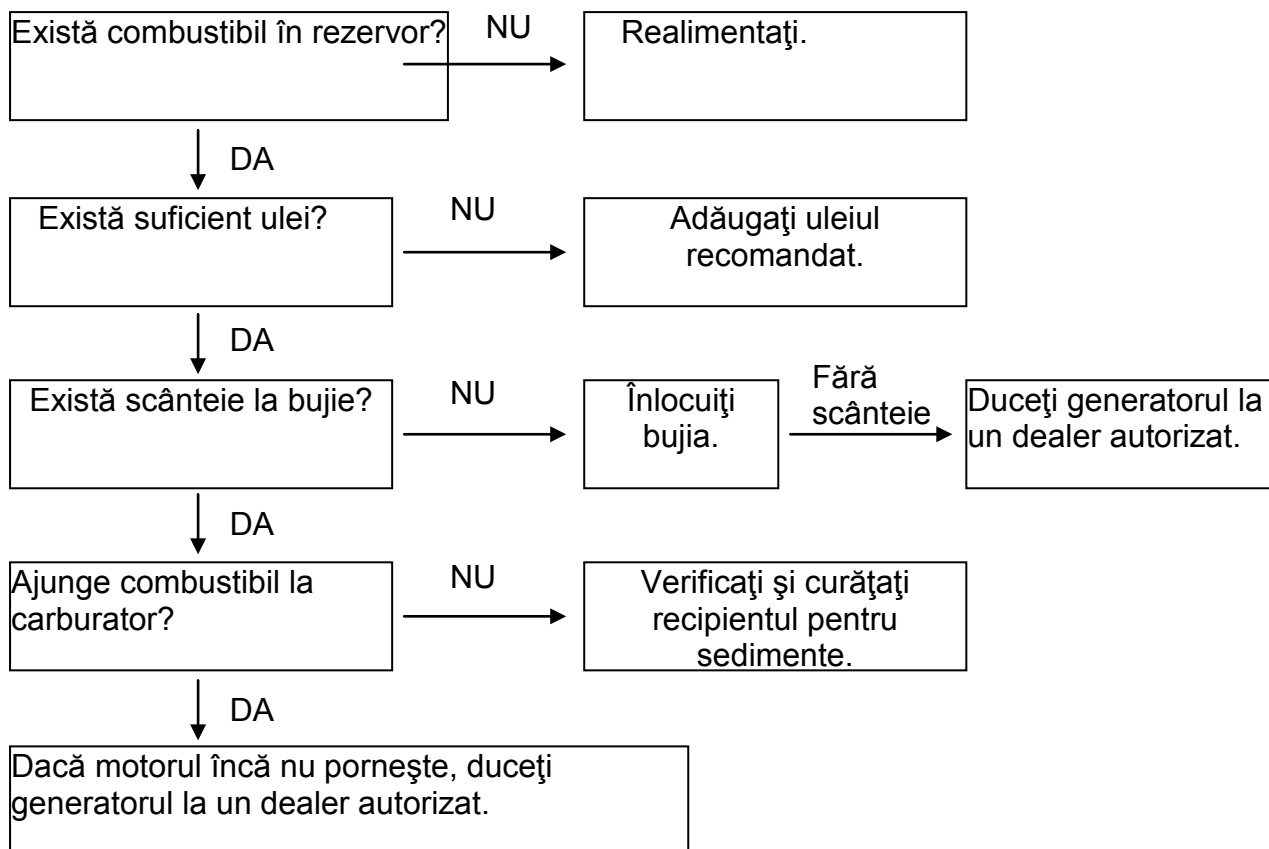 Există combustibil în rezervor?
NU
Realimentaţi.
DA
Există suficient ulei?
NU
Adăugaţi uleiul
recomandat.
DA
Există scânteie la bujie?
NU
Înlocuiţi
bujia.
Fără
scânteie
Duceţi generatorul la
un dealer autorizat.
DA
Ajunge combustibil la
carburator?
NU
Verificaţi şi curăţaţi
recipientul pentru
sedimente.
DA
Dacă motorul încă nu porneşte, duceţi
generatorul la un dealer autorizat.